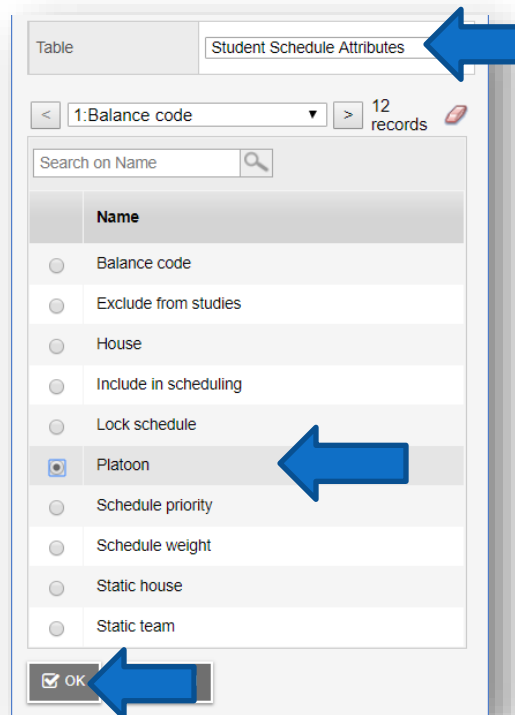 Table Student Schedule Attributes
< 1:Balance code ▼ > 12 records
Search on Name
Name
Balance code
Exclude from studies
House
Include in scheduling
Lock schedule
Platoon
Schedule priority
Schedule weight
Static house
Static team
OK